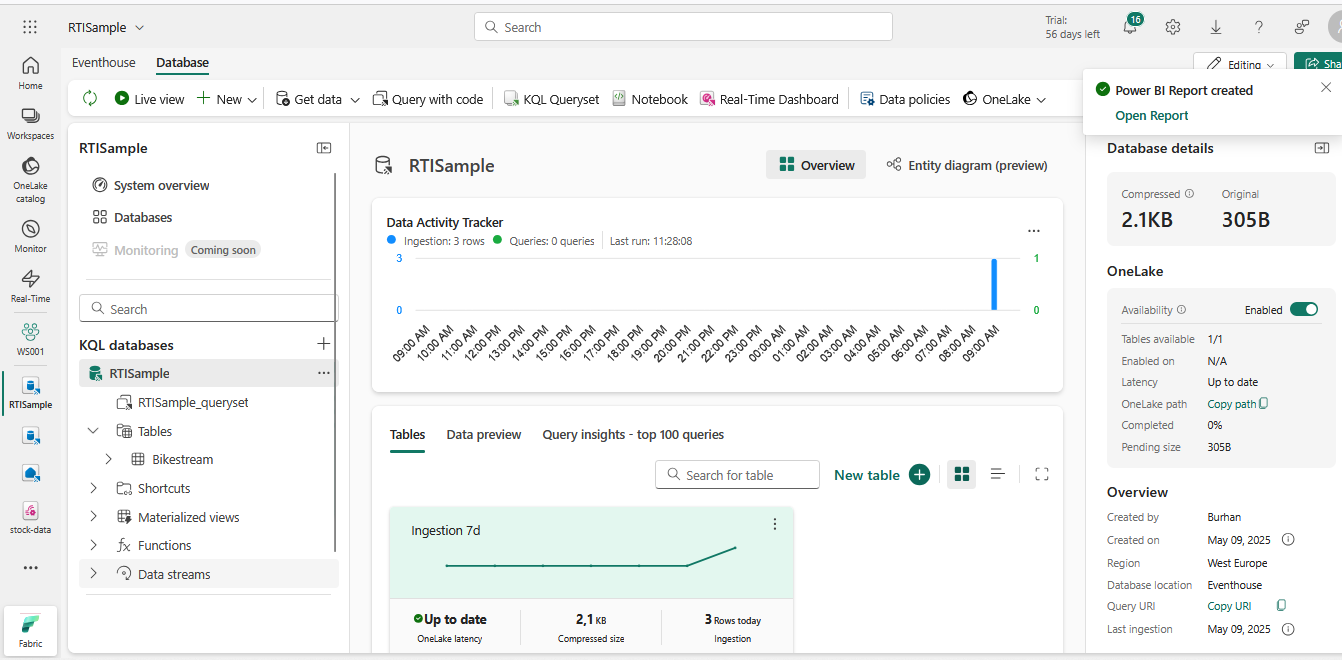 RTISample
Search
Trial:
56 days left
16
Home
Workspaces
OneLake
catalog
Monitor
Real-Time
WS001
RTISample
stock-data
Fabric
Eventhouse
Database
Editing
Sha
Live view
New
Get data
Query with code
KQL Queryset
Notebook
Real-Time Dashboard
Data policies
OneLake
Power BI Report created
Open Report
RTISample
System overview
Databases
Monitoring
Coming soon
Search
KQL databases
RTISample
RTISample_queryset
Tables
Bikestream
Shortcuts
Materialized views
Functions
Data streams
RTISample
Overview
Entity diagram (preview)
Data Activity Tracker
Ingestion: 3 rows
Queries: 0 queries
Last run: 11:28:08
3
1
0
0
09:00 AM
10:00 AM
11:00 AM
12:00 PM
13:00 PM
14:00 PM
15:00 PM
16:00 PM
17:00 PM
18:00 PM
19:00 PM
20:00 PM
21:00 PM
22:00 PM
23:00 PM
00:00 AM
01:00 AM
02:00 AM
03:00 AM
04:00 AM
05:00 AM
06:00 AM
07:00 AM
08:00 AM
09:00 AM
Tables
Data preview
Query insights - top 100 queries
Search for table
New table
Ingestion 7d
Up to date
OneLake latency
2,1 KB
Compressed size
3 Rows today
Ingestion
Database details
Compressed
Original
2.1KB
305B
OneLake
Availability
Enabled
Tables available 1/1
Enabled on N/A
Latency Up to date
OneLake path Copy path
Completed 0%
Pending size 305B
Overview
Created by Burhan
Created on May 09, 2025
Region West Europe
Database location Eventhouse
Query URI Copy URI
Last ingestion May 09, 2025